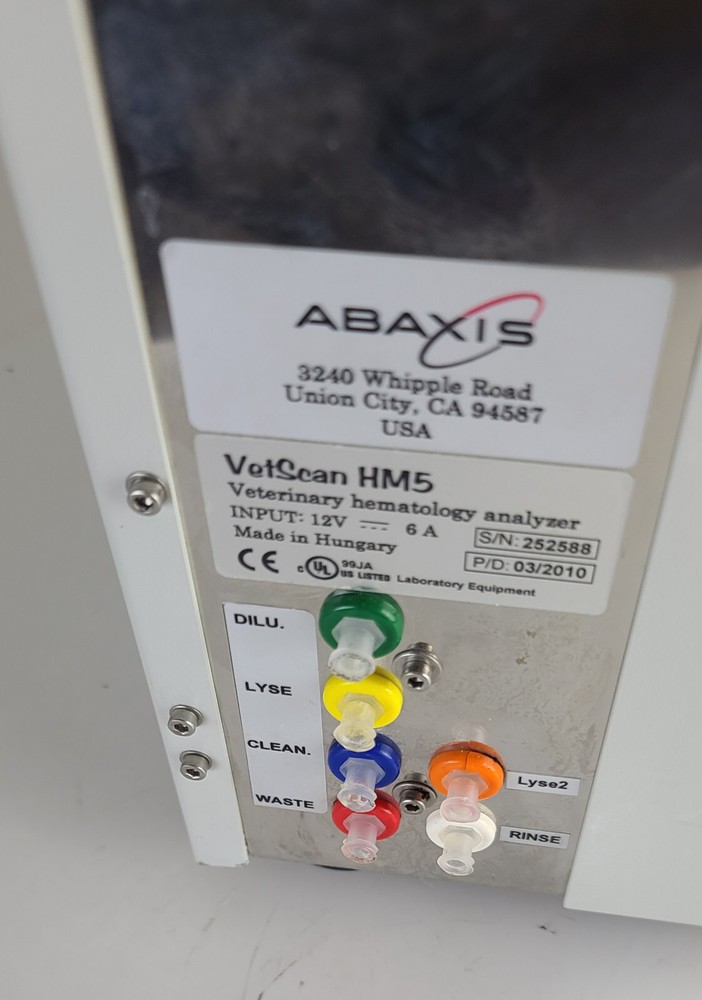 ABAXIS
3240 Whipple Road
Union City, CA 94587
USA
VetScan HM5
Veterinary hematology analyzer
INPUT: 12V ⎓ 6 A
Made in Hungary
S/N: 252588
P/D: 03/2010
CE
c UL US LISTED
99JA
Laboratory Equipment
DILU.
LYSE
CLEAN.
WASTE
Lyse2
RINSE